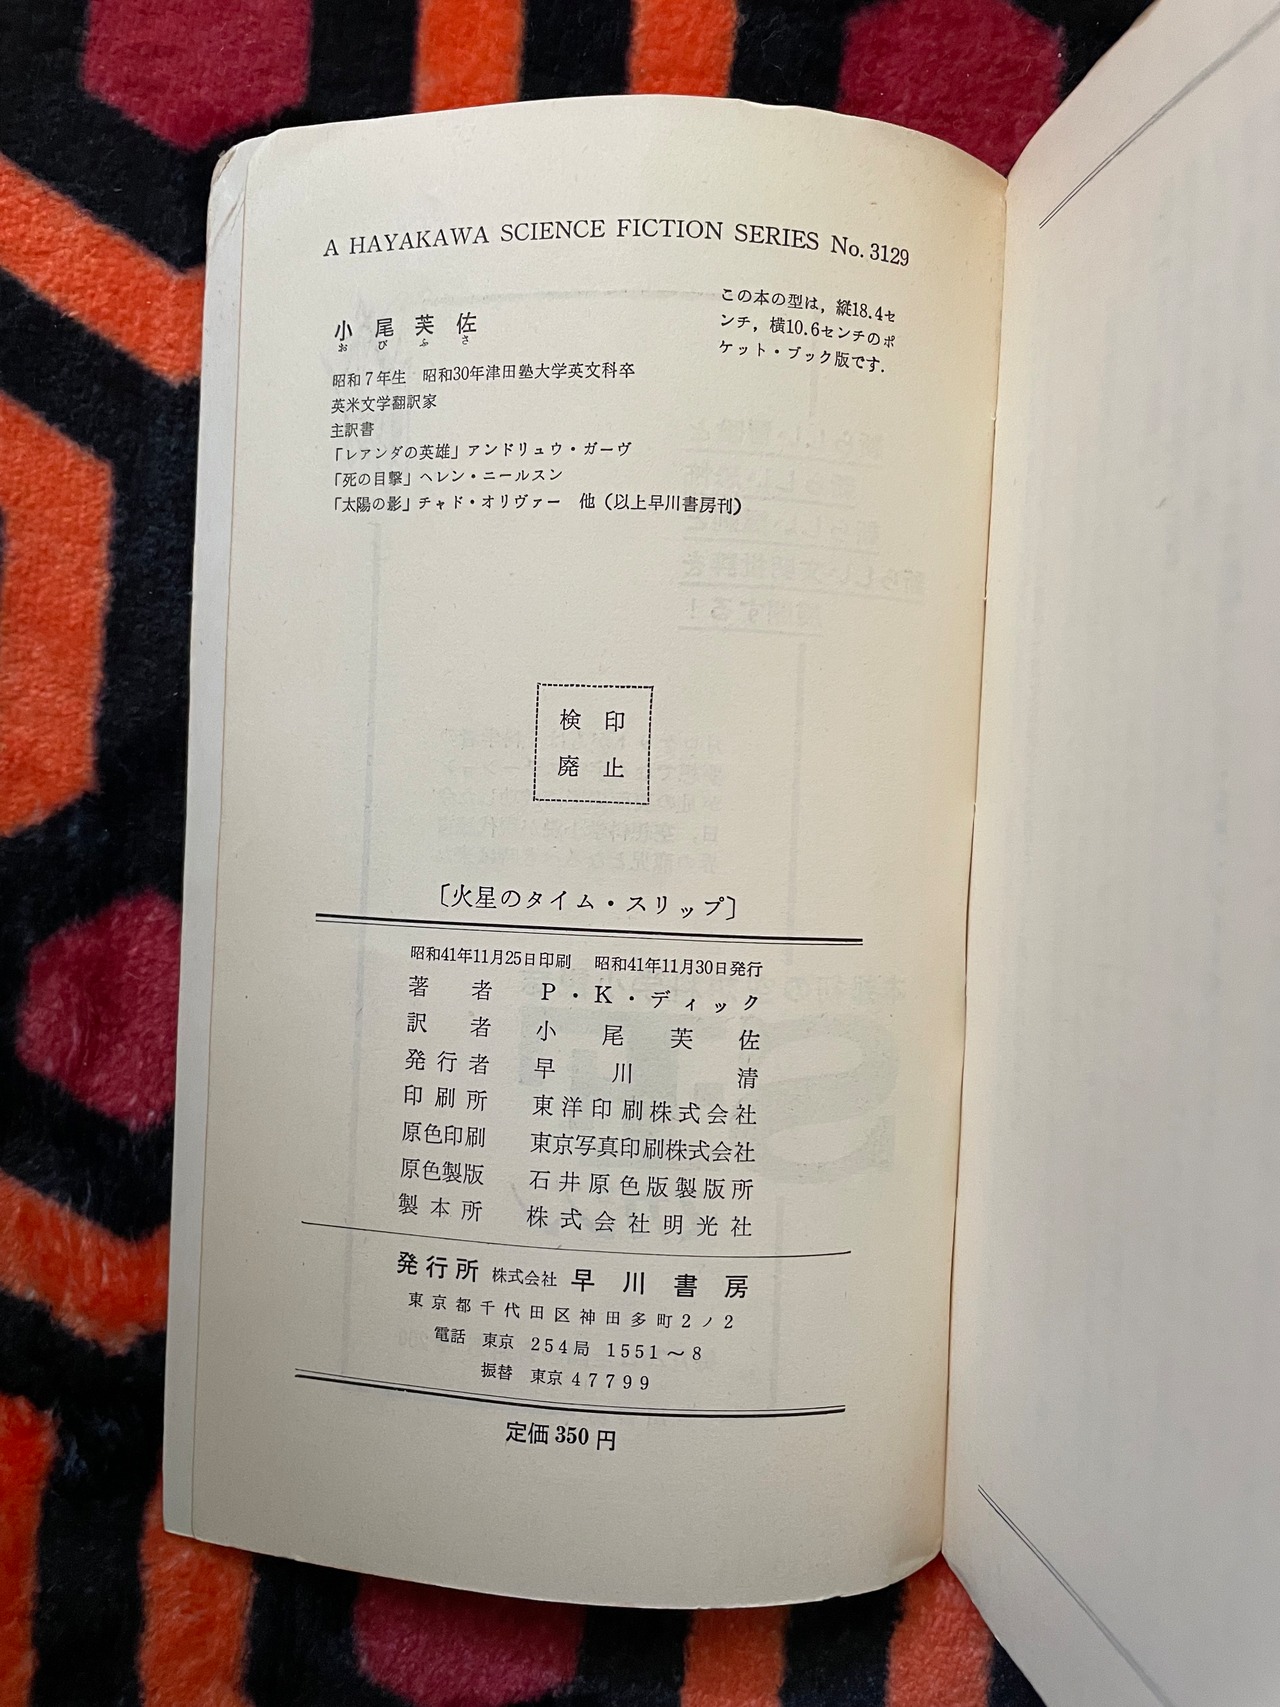 A HAYAKAWA SCIENCE FICTION SERIES No. 3129
この本の型は，縦18.4セ
ンチ，横10.6センチのポ
ケット・ブック版です．
小尾芙佐
お び ふ さ
昭和7年生　昭和30年津田塾大学英文科卒
英米文学翻訳家
主訳書
「レアンダの英雄」アンドリュウ・ガーヴ
「死の目撃」ヘレン・ニールスン
「太陽の影」チャド・オリヴァー　他（以上早川書房刊）
検印
廃止
〔火星のタイム・スリップ〕
昭和41年11月25日印刷　昭和41年11月30日発行
著者　P・K・ディック
訳者　小尾芙佐
発行者　早川清
印刷所　東洋印刷株式会社
原色印刷　東京写真印刷株式会社
原色製版　石井原色版製版所
製本所　株式会社明光社
発行所 株式会社 早川書房
東京都千代田区神田多町2ノ2
電話　東京　254局　1551～8
振替　東京 47799
定価 350 円